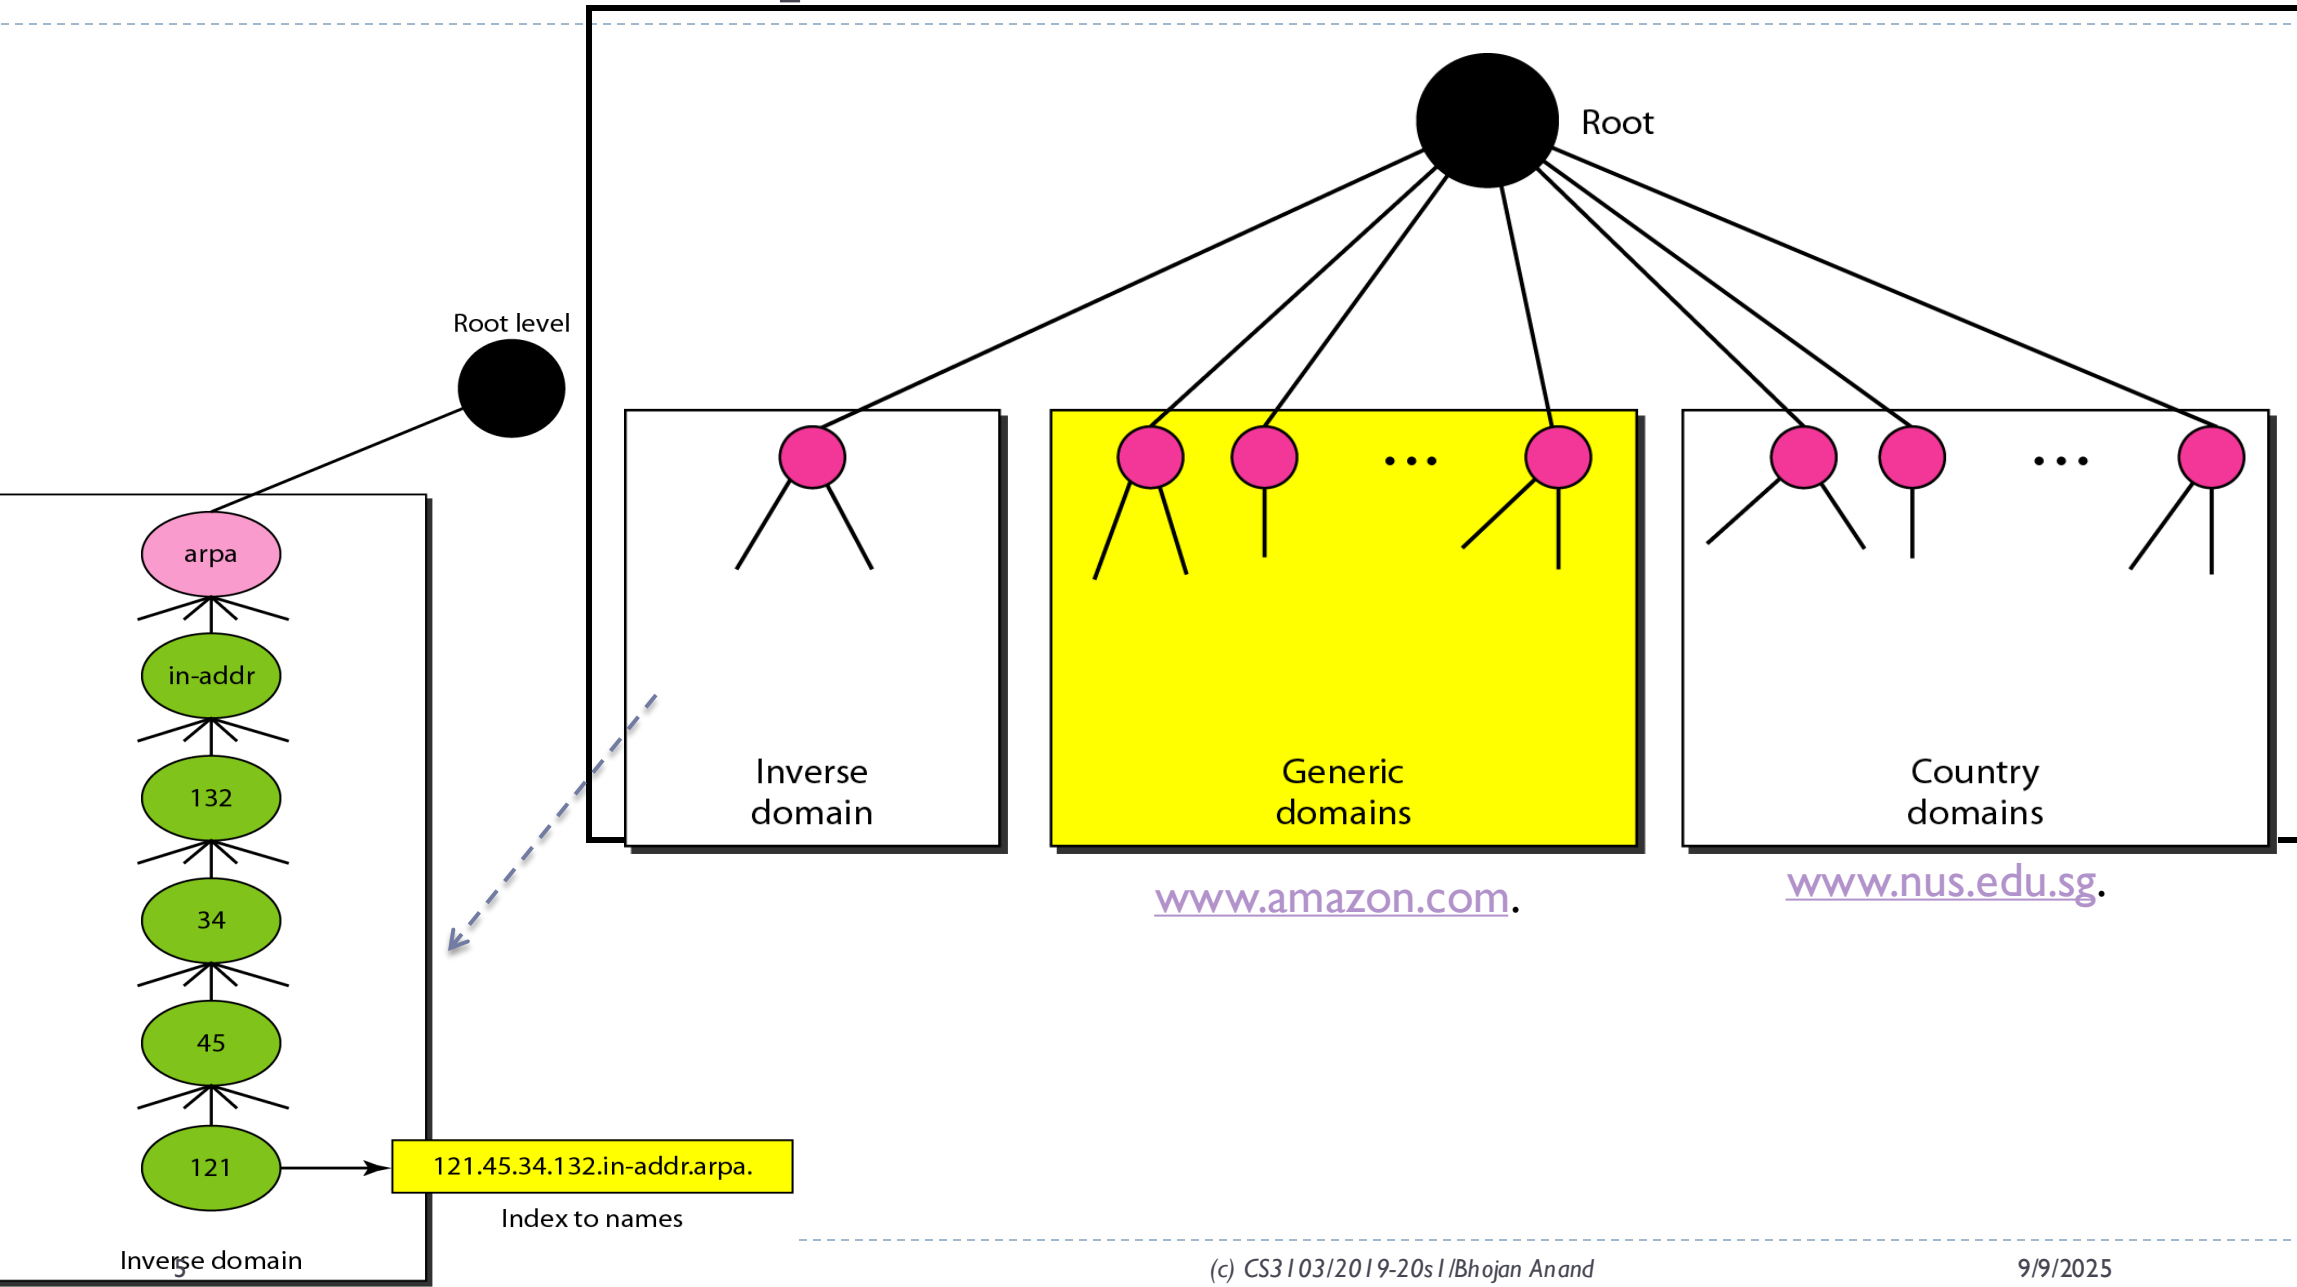 Root
Root level
arpa
in-addr
132
34
45
121
121.45.34.132.in-addr.arpa.
Index to names
Inverse domain
Inverse
domain
Generic
domains
Country
domains
www.amazon.com.
www.nus.edu.sg.
5
(c) CS3103/2019-20s1/Bhojan Anand
9/9/2025